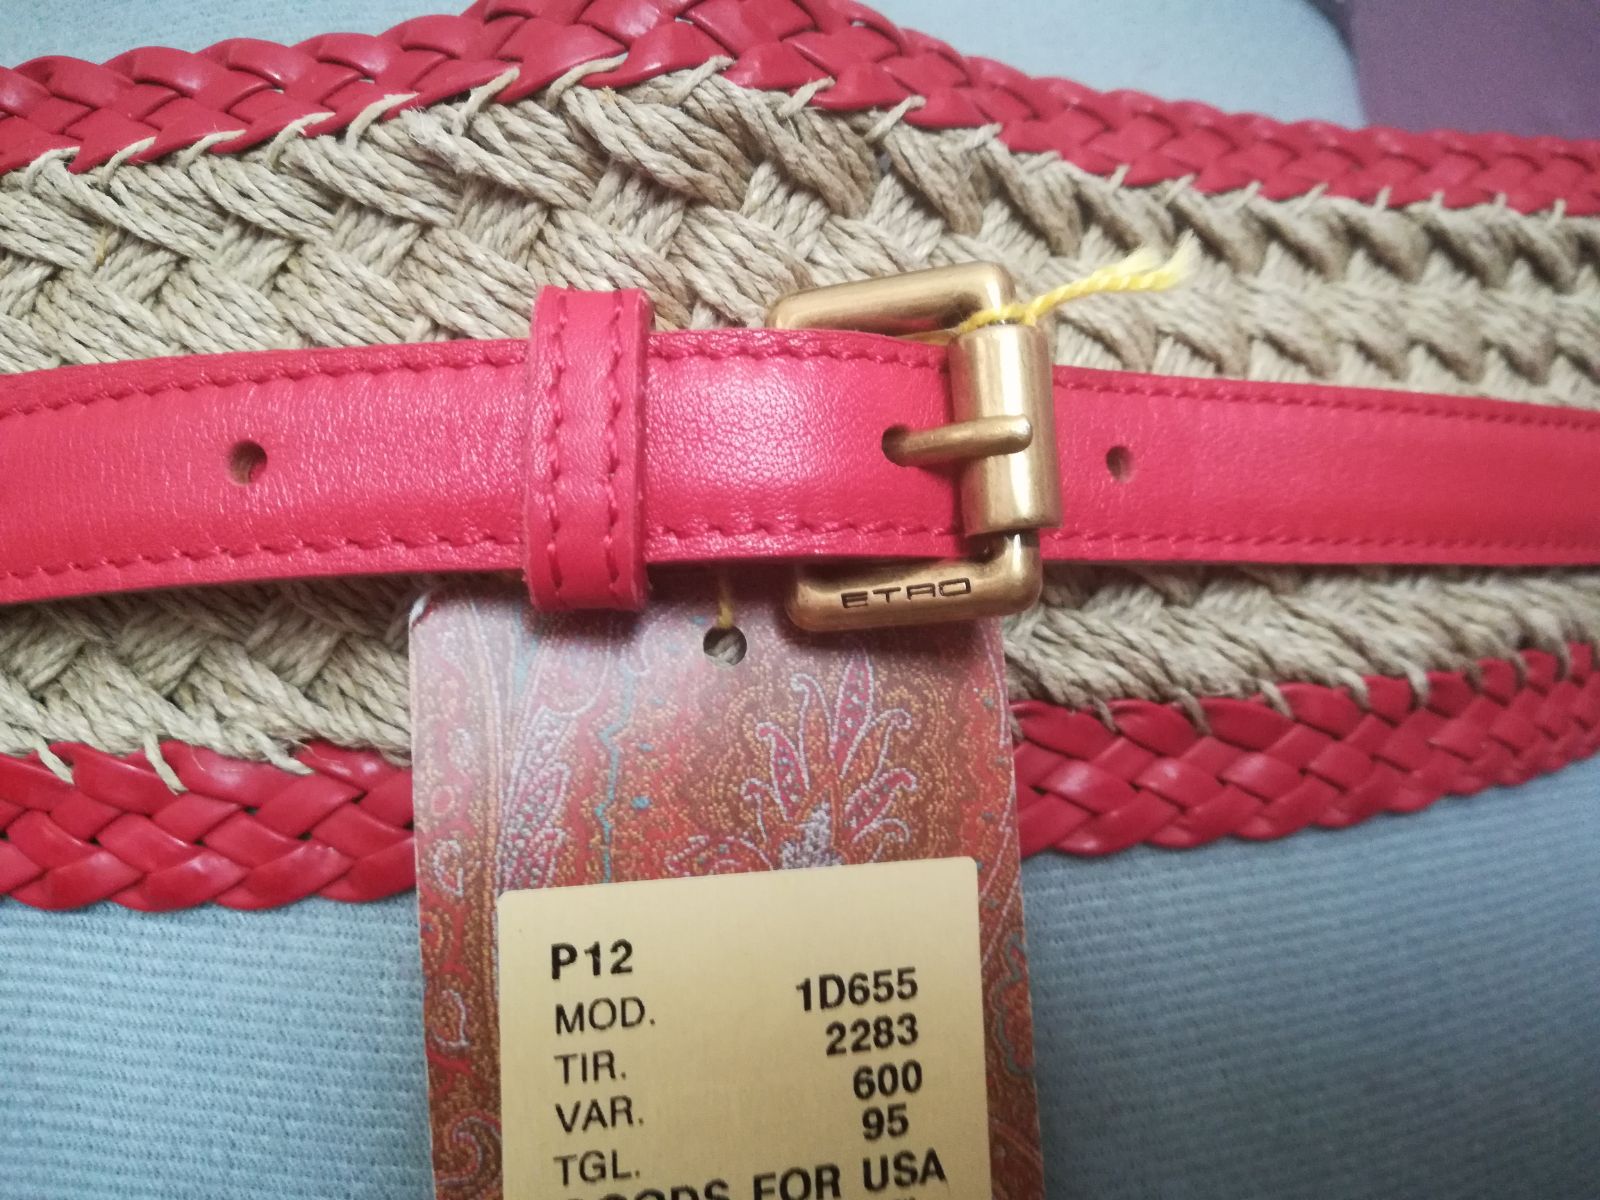 ETRO
P12
MOD. 1D655
TIR. 2283
VAR. 600
TGL. 95
GOODS FOR USA